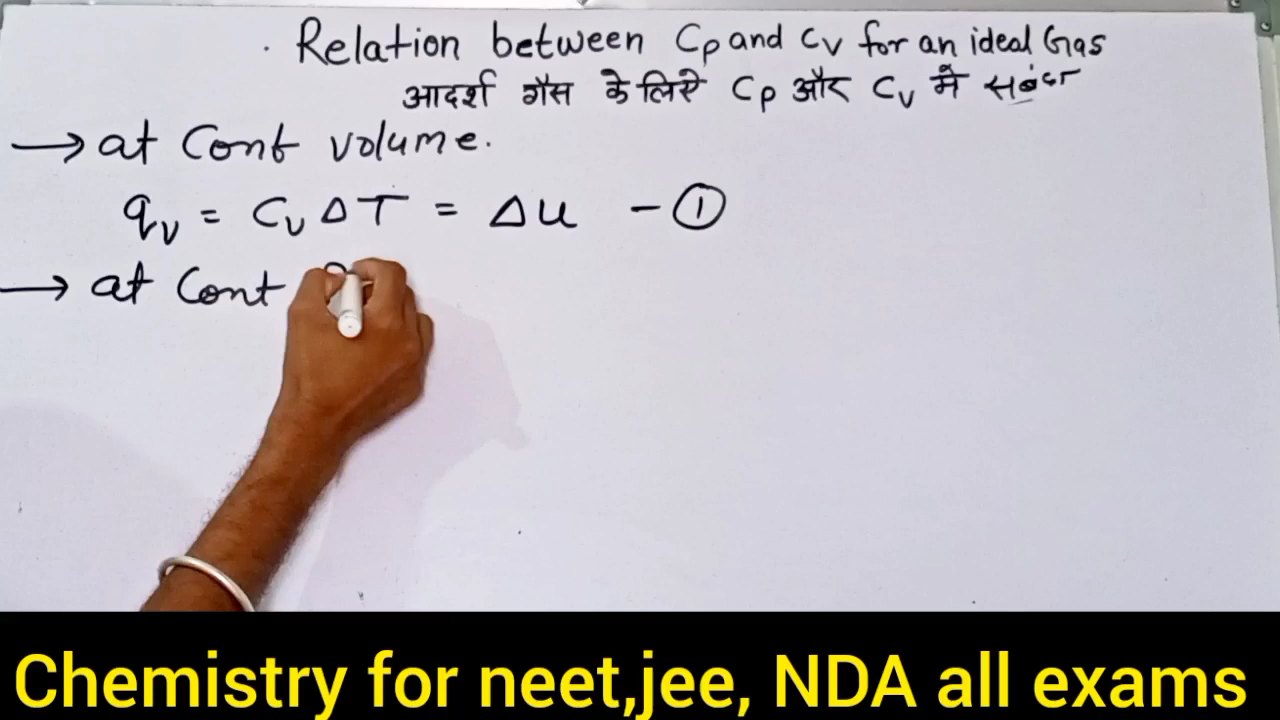 Relation between Cp and Cv for an ideal Gas
आदर्श गैस के लिये Cp और Cv में
→ at Cont volume.
qv = Cv ΔT = ΔU - ①
→ at Cont
Chemistry for neet,jee, NDA all exams